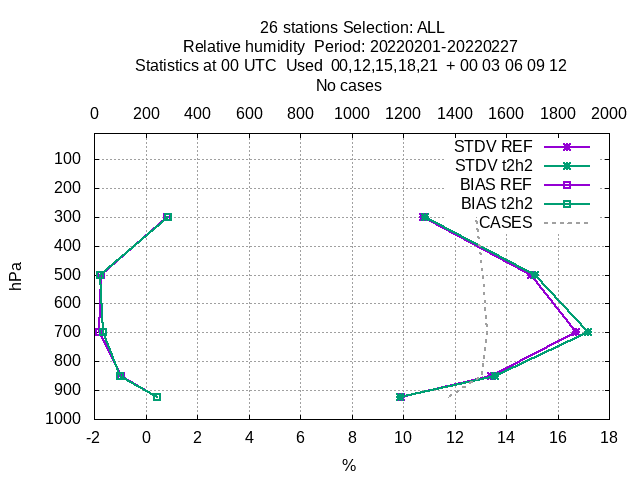 26 stations Selection: ALL
Relative humidity  Period: 20220201-20220227
Statistics at 00 UTC  Used  00,12,15,18,21  + 00 03 06 09 12
No cases
0 200 400 600 800 1000 1200 1400 1600 1800 2000
STDV REF
STDV t2h2
BIAS REF
BIAS t2h2
CASES
100
200
300
400
500
600
700
800
900
1000
hPa
-2 0 2 4 6 8 10 12 14 16 18
%